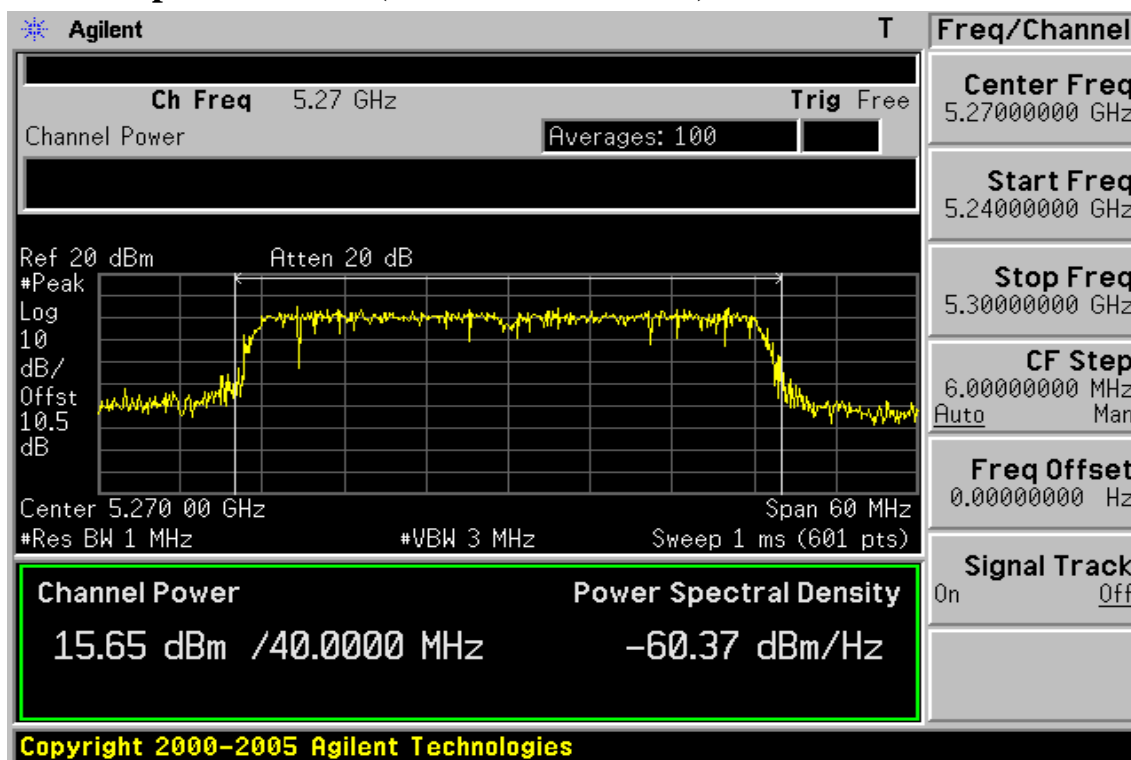 Agilent T Freq/Channel
Ch Freq 5.27 GHz Trig Free
Channel Power Averages: 100
Ref 20 dBm Atten 20 dB
#Peak
Log
10
dB/
Offst
10.5
dB
Center 5.270 00 GHz Span 60 MHz
#Res BW 1 MHz #VBW 3 MHz Sweep 1 ms (601 pts)
Channel Power Power Spectral Density
15.65 dBm /40.0000 MHz -60.37 dBm/Hz
Center Freq
5.27000000 GHz
Start Freq
5.24000000 GHz
Stop Freq
5.30000000 GHz
CF Step
6.00000000 MHz
Auto Man
Freq Offset
0.00000000 Hz
Signal Track
On Off
Copyright 2000-2005 Agilent Technologies